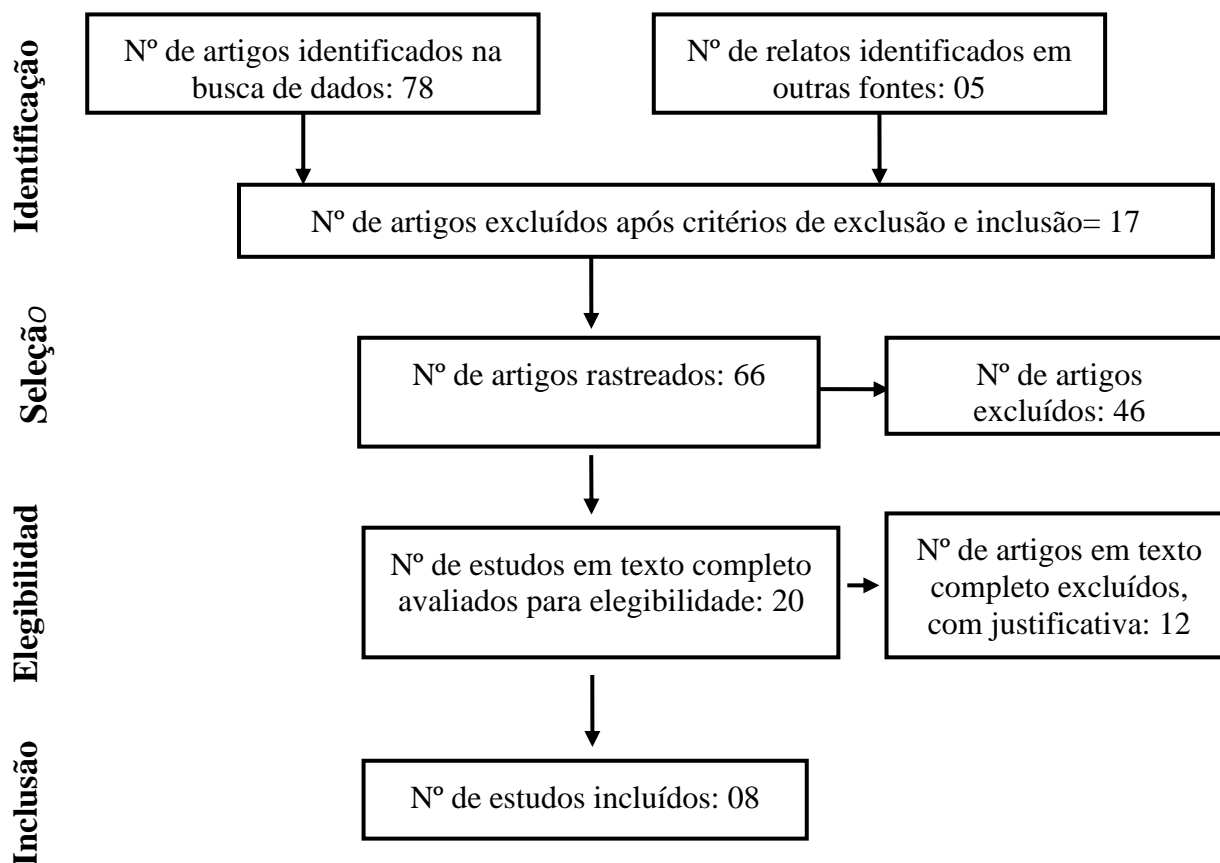 Identificação
Nº de artigos identificados na
busca de dados: 78
Nº de relatos identificados em
outras fontes: 05
Nº de artigos excluídos após critérios de exclusão e inclusão= 17
Seleção
Nº de artigos rastreados: 66
Nº de artigos
excluídos: 46
Elegibilidad
Nº de estudos em texto completo
avaliados para elegibilidade: 20
Nº de artigos em texto
completo excluídos,
com justificativa: 12
Inclusão
Nº de estudos incluídos: 08